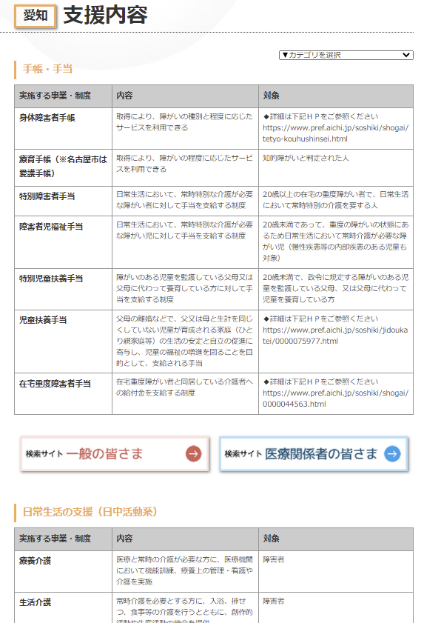 愛知 支援内容
▼カテゴリを選択
手帳・手当
実施する事業・制度 内容 対象
身体障害者手帳 取得により、障がいの種別と程度に応じた
サービスを利用できる
◆詳細は下記ＨＰをご参照ください
https://www.pref.aichi.jp/soshiki/shogai/
tetyo-kouhushinsei.html
療育手帳（※名古屋市は
愛護手帳）
取得により、障がいの程度に応じたサービ
スを利用できる
知的障がいと判定された人
特別障害者手当 日常生活において、常時特別な介護が必要
な障がい者に対して手当を支給する制度
20歳以上の在宅の重度障がい者で、日常生活
において常時特別の介護を要する人
障害者児福祉手当 日常生活において、常時特別な介護が必要
な障がい児に対して手当を支給する制度
20歳未満であって、重度の障がいの状態にあ
るため日常生活において常時介護が必要な障
がい児（慢性疾患等の内部疾患のある児童も
対象）
特別児童扶養手当 障がいのある児童を監護している父母又は
父母に代わって養育している方に対して手
当を支給する制度
20歳未満で、政令に規定する障がいのある児
童を監護している父母、又は父母に代わって
児童を養育している方
児童扶養手当 父母の離婚などで、父又は母と生計を同じ
くしていない児童が育成される家庭（ひと
り親家庭等）の生活の安定と自立の促進に
寄与し、児童の福祉の増進を図ることを目
的として、支給される手当
◆詳細は下記ＨＰをご参照ください
https://www.pref.aichi.jp/soshiki/jidouka
tei/0000075977.html
在宅重度障害者手当 在宅重度障がい者と同居している介護者へ
の給付金を支給する制度
◆詳細は下記ＨＰをご参照ください
https://www.pref.aichi.jp/soshiki/shogai/
0000044563.html
検索サイト 一般の皆さま
検索サイト 医療関係者の皆さま
日常生活の支援（日中活動系）
実施する事業・制度 内容 対象
療養介護 医療と常時の介護が必要な方に、医療機関
において機能訓練、療養上の管理・看護や
介護を実施
障害者
生活介護 常時介護を必要とする方に、入浴、排せ
つ、食事等の介護を行うとともに、創作的
障害者